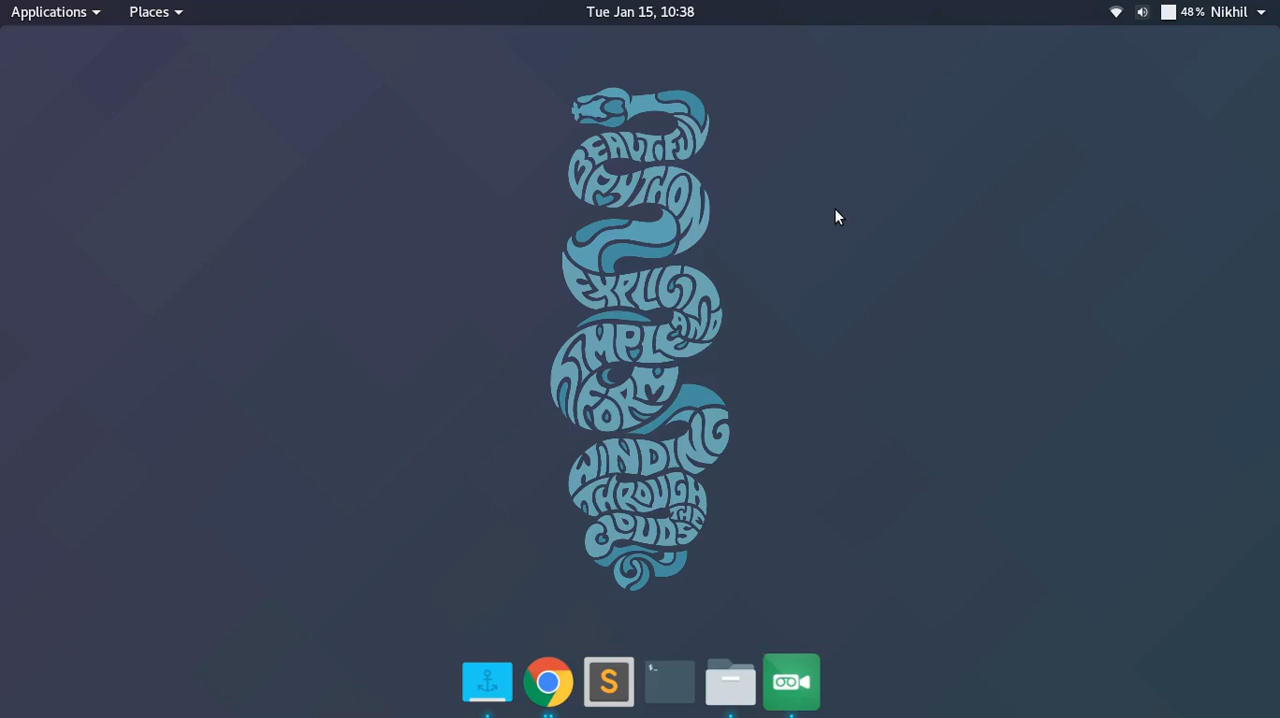 Applications Places Tue Jan 15, 10:38 48% Nikhil
BEAUTIFUL
PYTHON
EXPLICIT
AND
SIMPLE
FORM
WINDING
THROUGH
THE
CLOUDS
S
$_